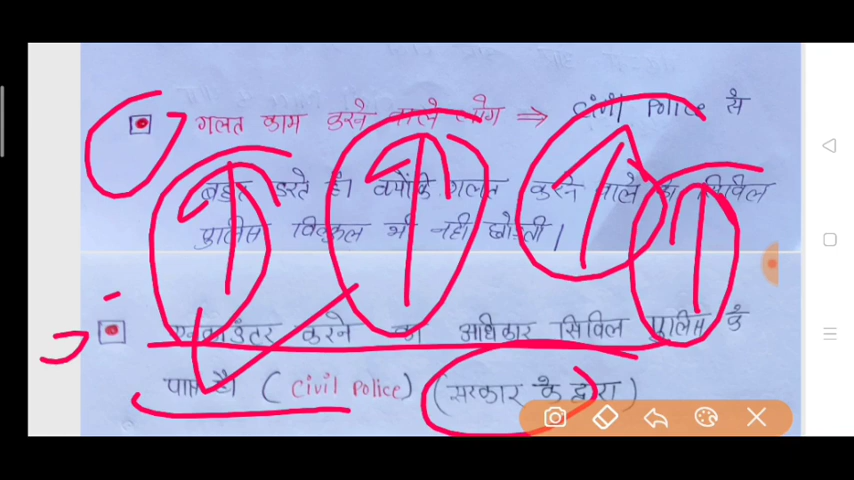 गलत काम करने वाले लोग ⇒ Civil Police से
बहुत डरते है। क्योंकि गलत करने वाले को सिविल
पुलिस बिल्कुल भी नही छोड़ती।
एनकाउंटर करने का अधिकार सिविल पुलिस के
पास है। (Civil Police) (सरकार के द्वारा)